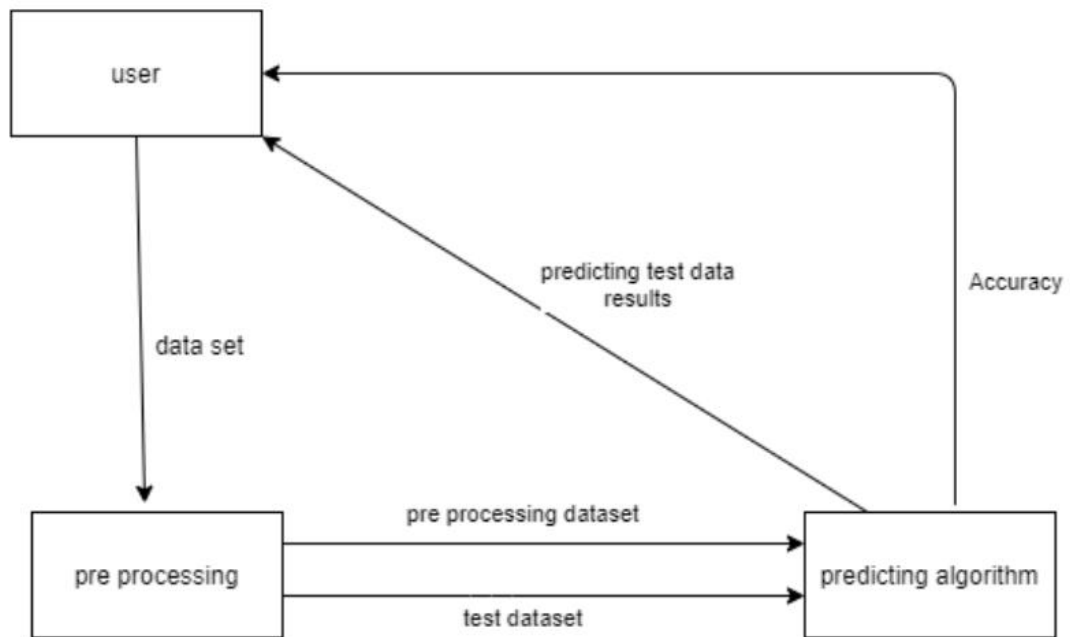 user
predicting test data
results
Accuracy
data set
pre processing dataset
pre processing
predicting algorithm
test dataset